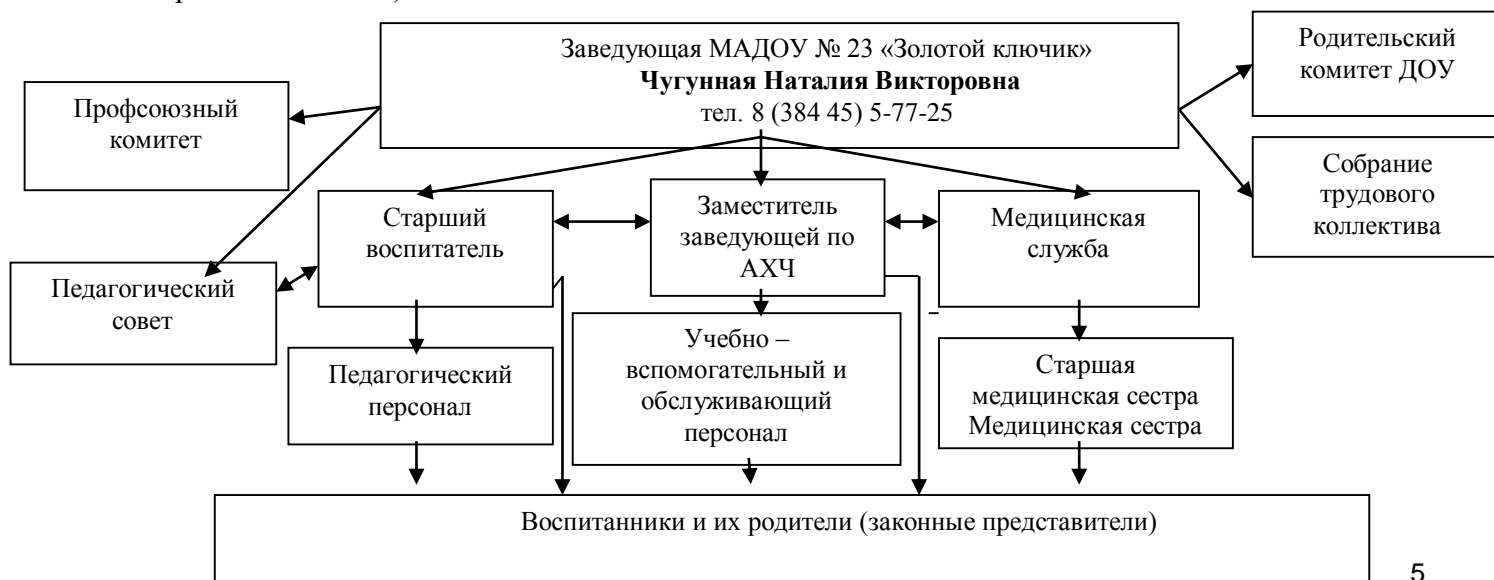 Заведующая МАДОУ № 23 «Золотой ключик»
Чугунная Наталия Викторовна
тел. 8 (384 45) 5-77-25
Родительский
комитет ДОУ
Профсоюзный
комитет
Собрание
трудового
коллектива
Старший
воспитатель
Заместитель
заведующей по
АХЧ
Медицинская
служба
Педагогический
совет
Педагогический
персонал
Учебно –
вспомогательный и
обслуживающий
персонал
Старшая
медицинская сестра
Медицинская сестра
Воспитанники и их родители (законные представители)
5